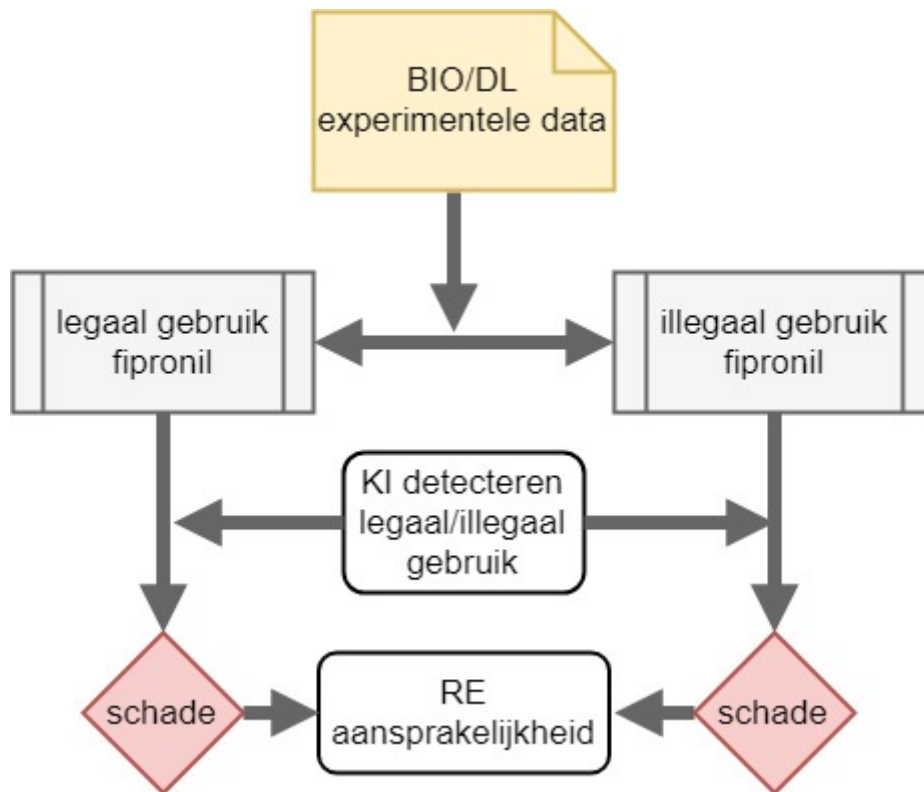 BIO/DL
experimentele data
legaal gebruik
fipronil
illegaal gebruik
fipronil
KI detecteren
legaal/illegaal
gebruik
schade
RE
aansprakelijkheid
schade